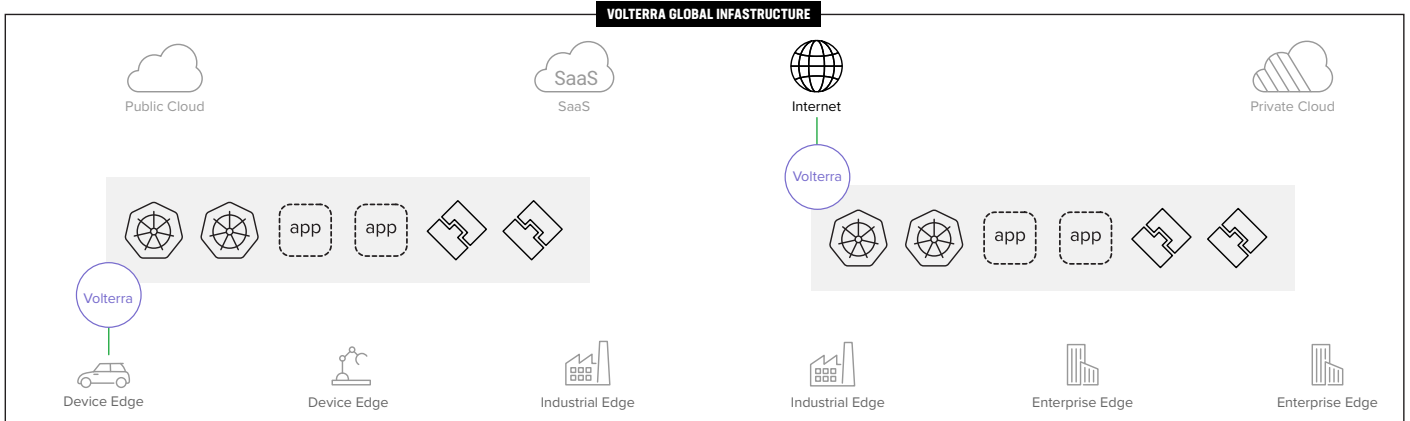 VOLTERRA GLOBAL INFASTRUCTURE
SaaS
Public Cloud
SaaS
Internet
Private Cloud
Volterra
app
app
app
app
Volterra
Device Edge
Device Edge
Industrial Edge
Industrial Edge
Enterprise Edge
Enterprise Edge